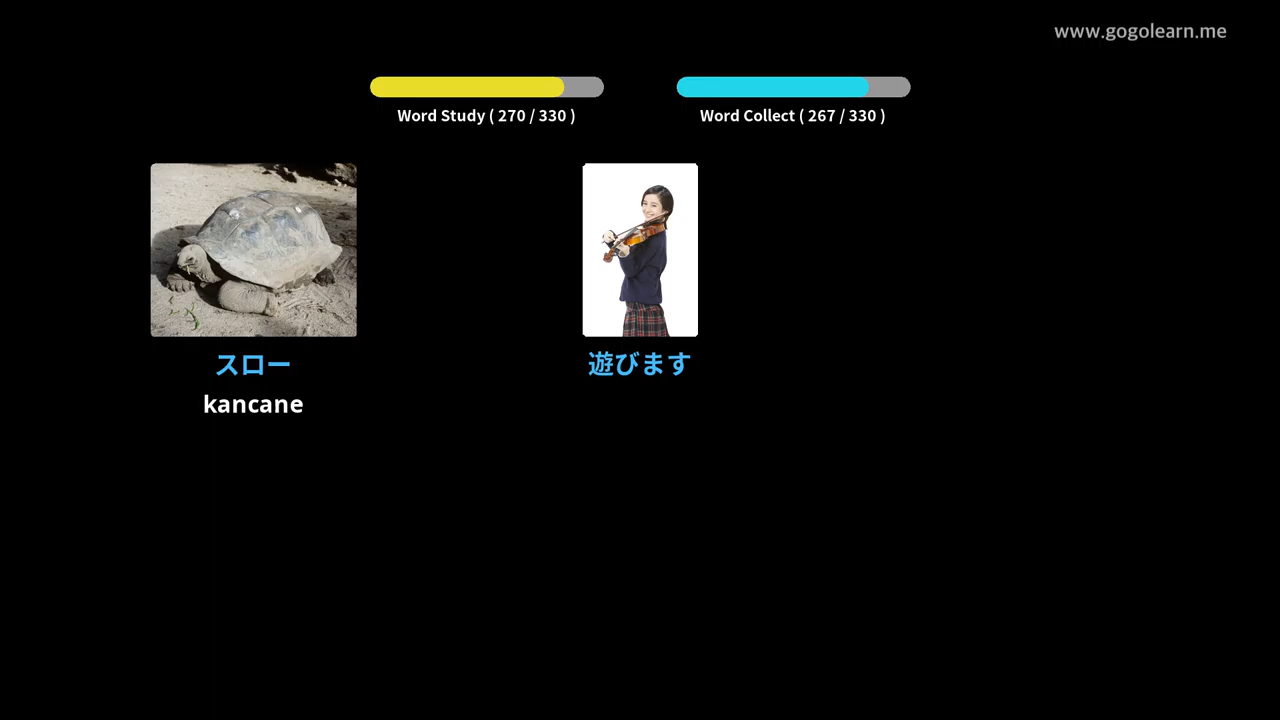 www.gogolearn.me
Word Study ( 270 / 330 )
Word Collect ( 267 / 330 )
スロー
遊びます
kancane